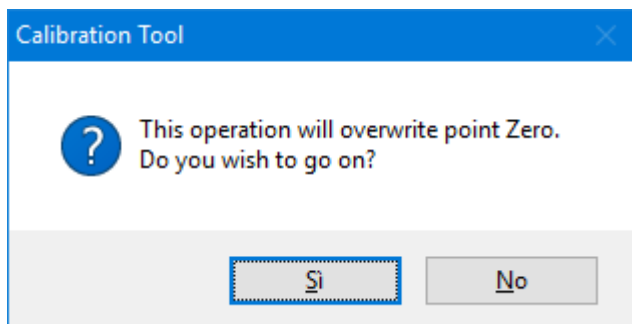 Calibration Tool
This operation will overwrite point Zero.
Do you wish to go on?
Sì
No